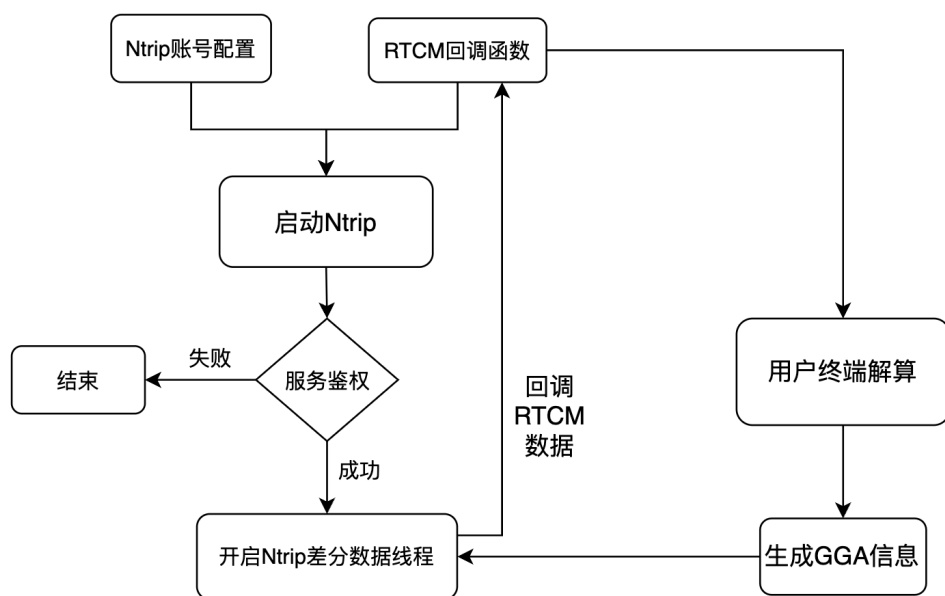 Ntrip账号配置
RTCM回调函数
启动Ntrip
失败
服务鉴权
结束
用户终端解算
回调
RTCM
数据
成功
开启Ntrip差分数据线程
生成GGA信息